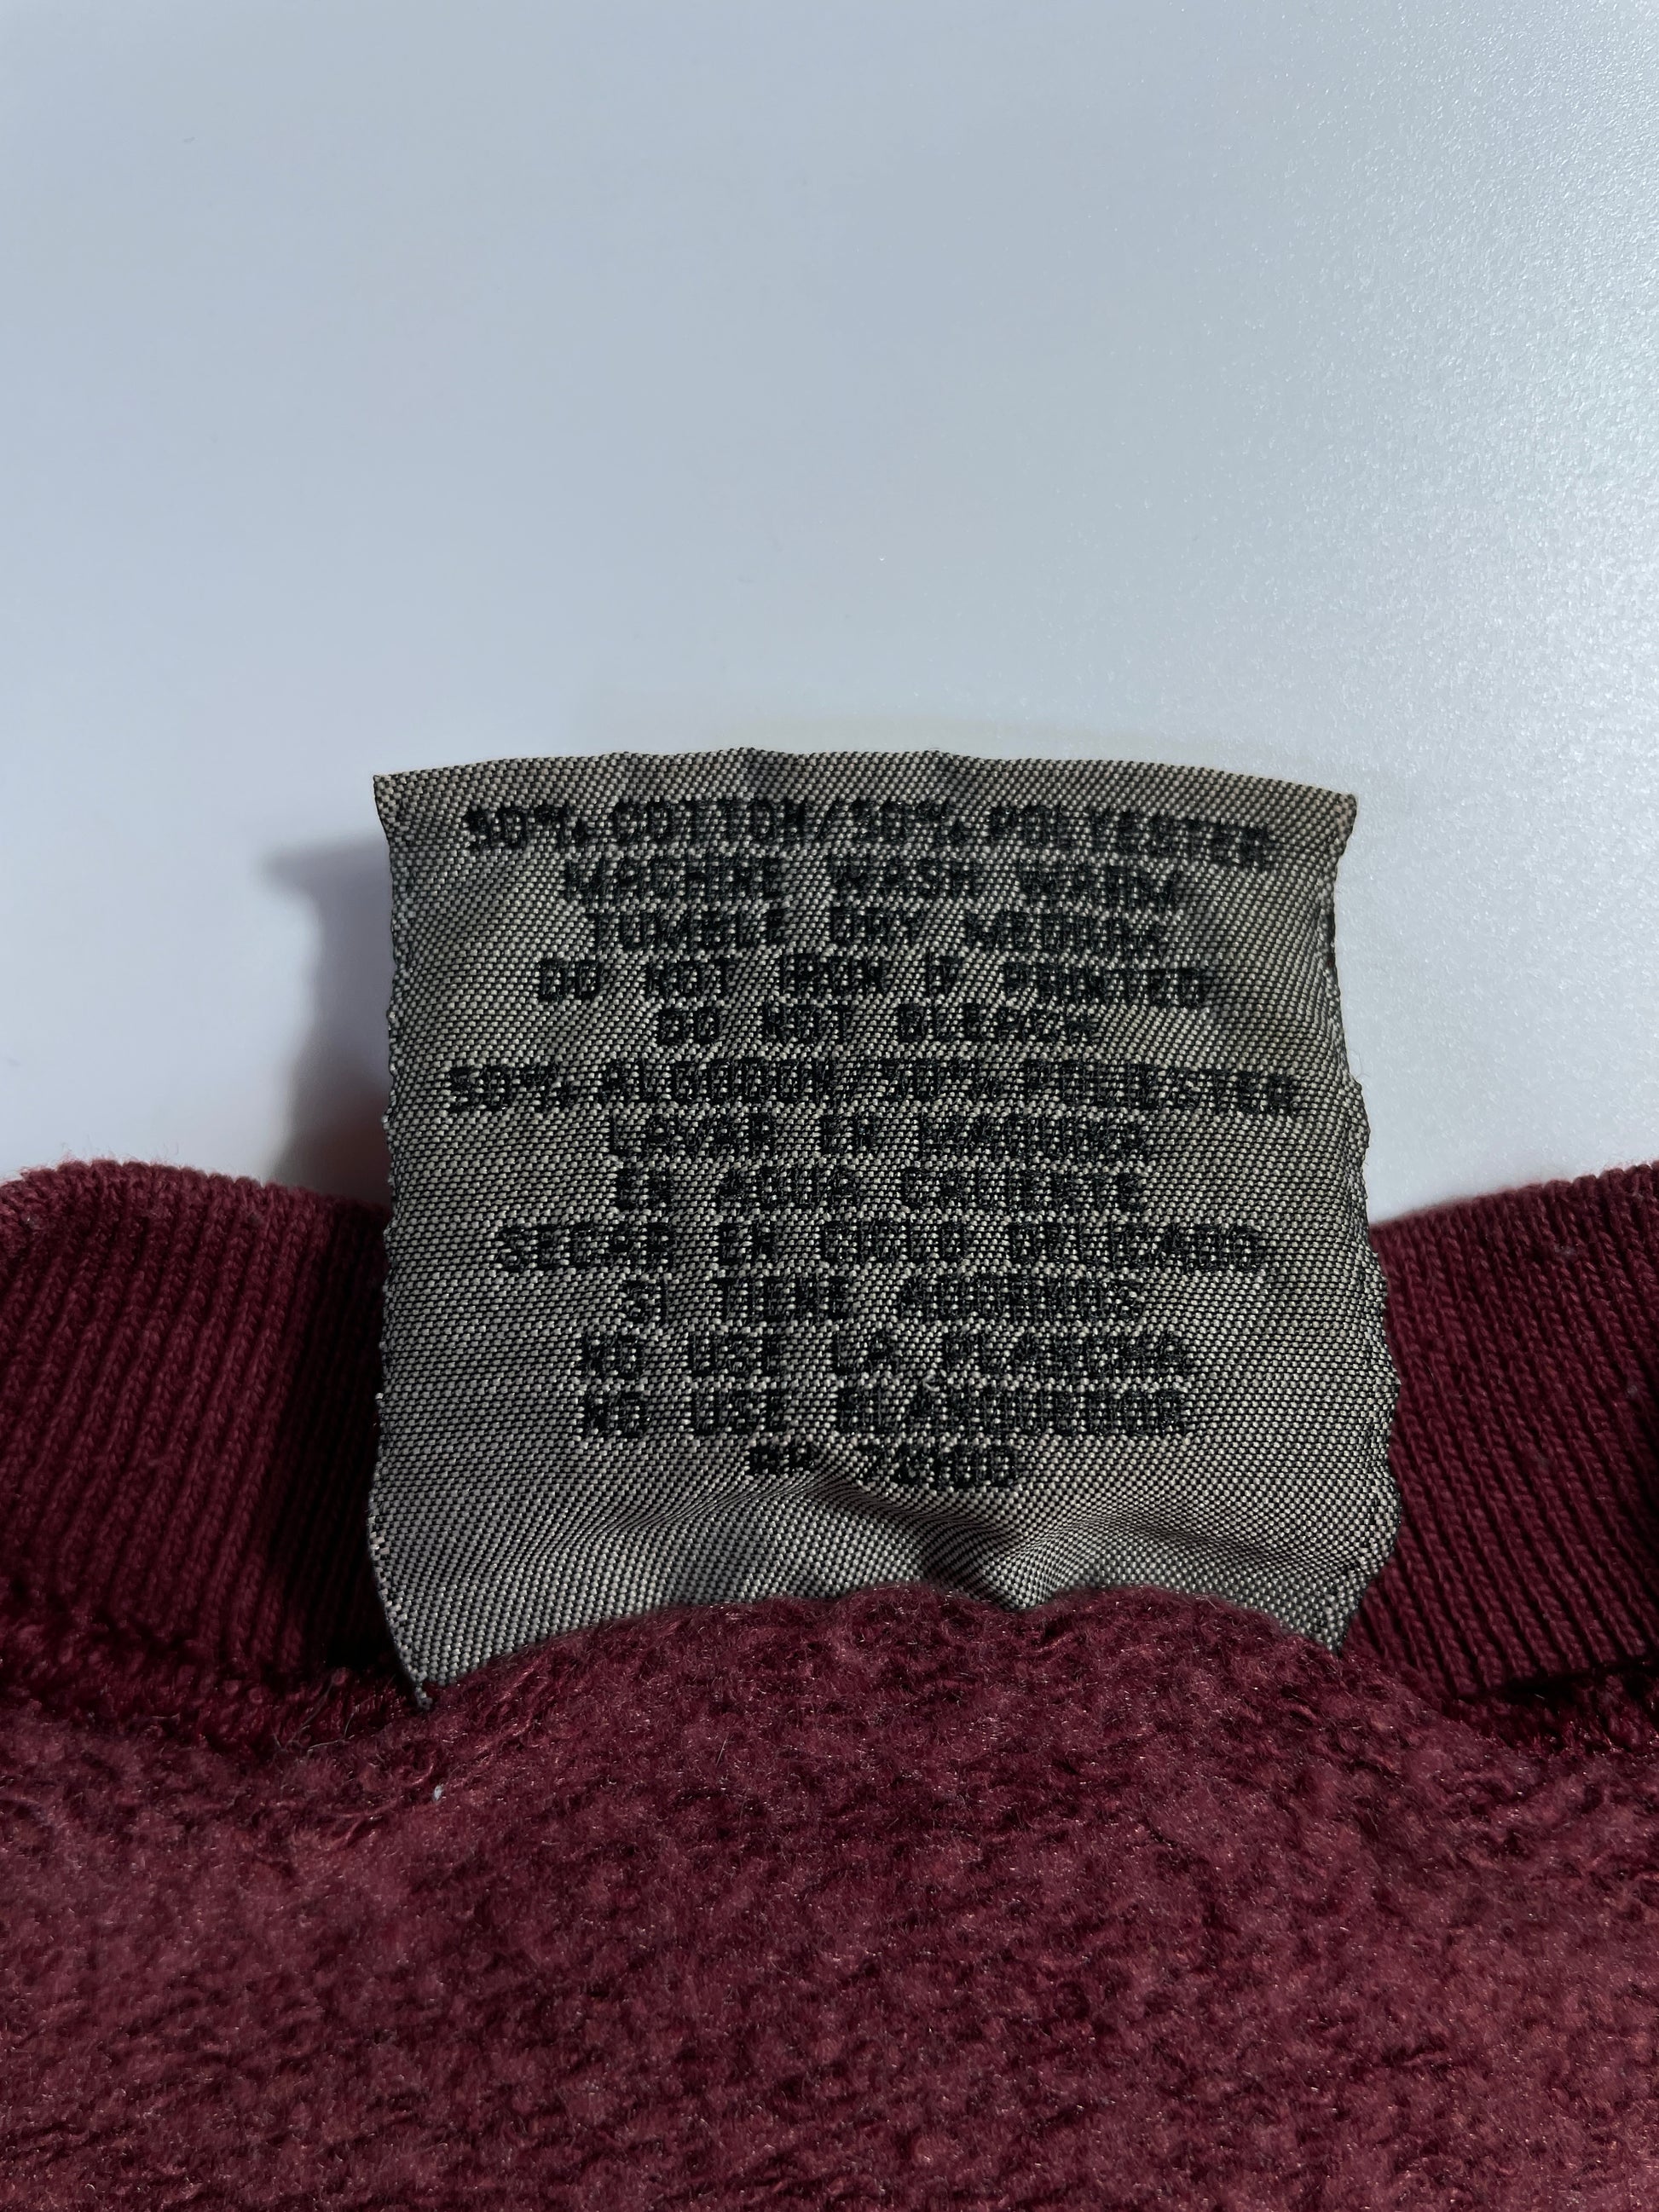 50% COTTON/50% POLYESTER
MACHINE WASH WARM
TUMBLE DRY MEDIUM
DO NOT IRON IF PRINTED
DO NOT BLEACH
50% ALGODON/50% POLIESTER
LAVAR EN MAQUINA
EN AGUA CALIENTE
SECAR EN CICLO DELICADO
SI TIENE ADORNOS
NO USE LA PLANCHA
NO USE BLANQUEADOR
RN